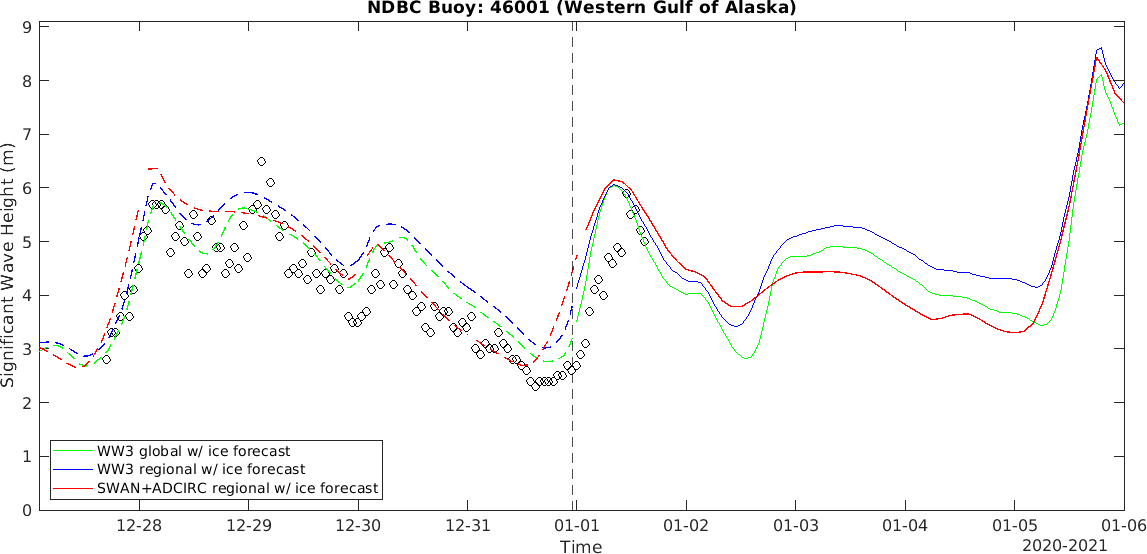 NDBC Buoy: 46001 (Western Gulf of Alaska)
Significant Wave Height (m)
9
8
7
6
5
4
3
2
1
0
WW3 global w/ ice forecast
WW3 regional w/ ice forecast
SWAN+ADCIRC regional w/ ice forecast
12-28 12-29 12-30 12-31 01-01 01-02 01-03 01-04 01-05 01-06
Time
2020-2021